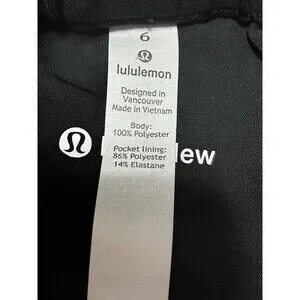 6
lululemon
Designed in
Vancouver
Made in Vietnam
Body:
100% Polyester
Pocket lining:
86% Polyester
14% Elastane